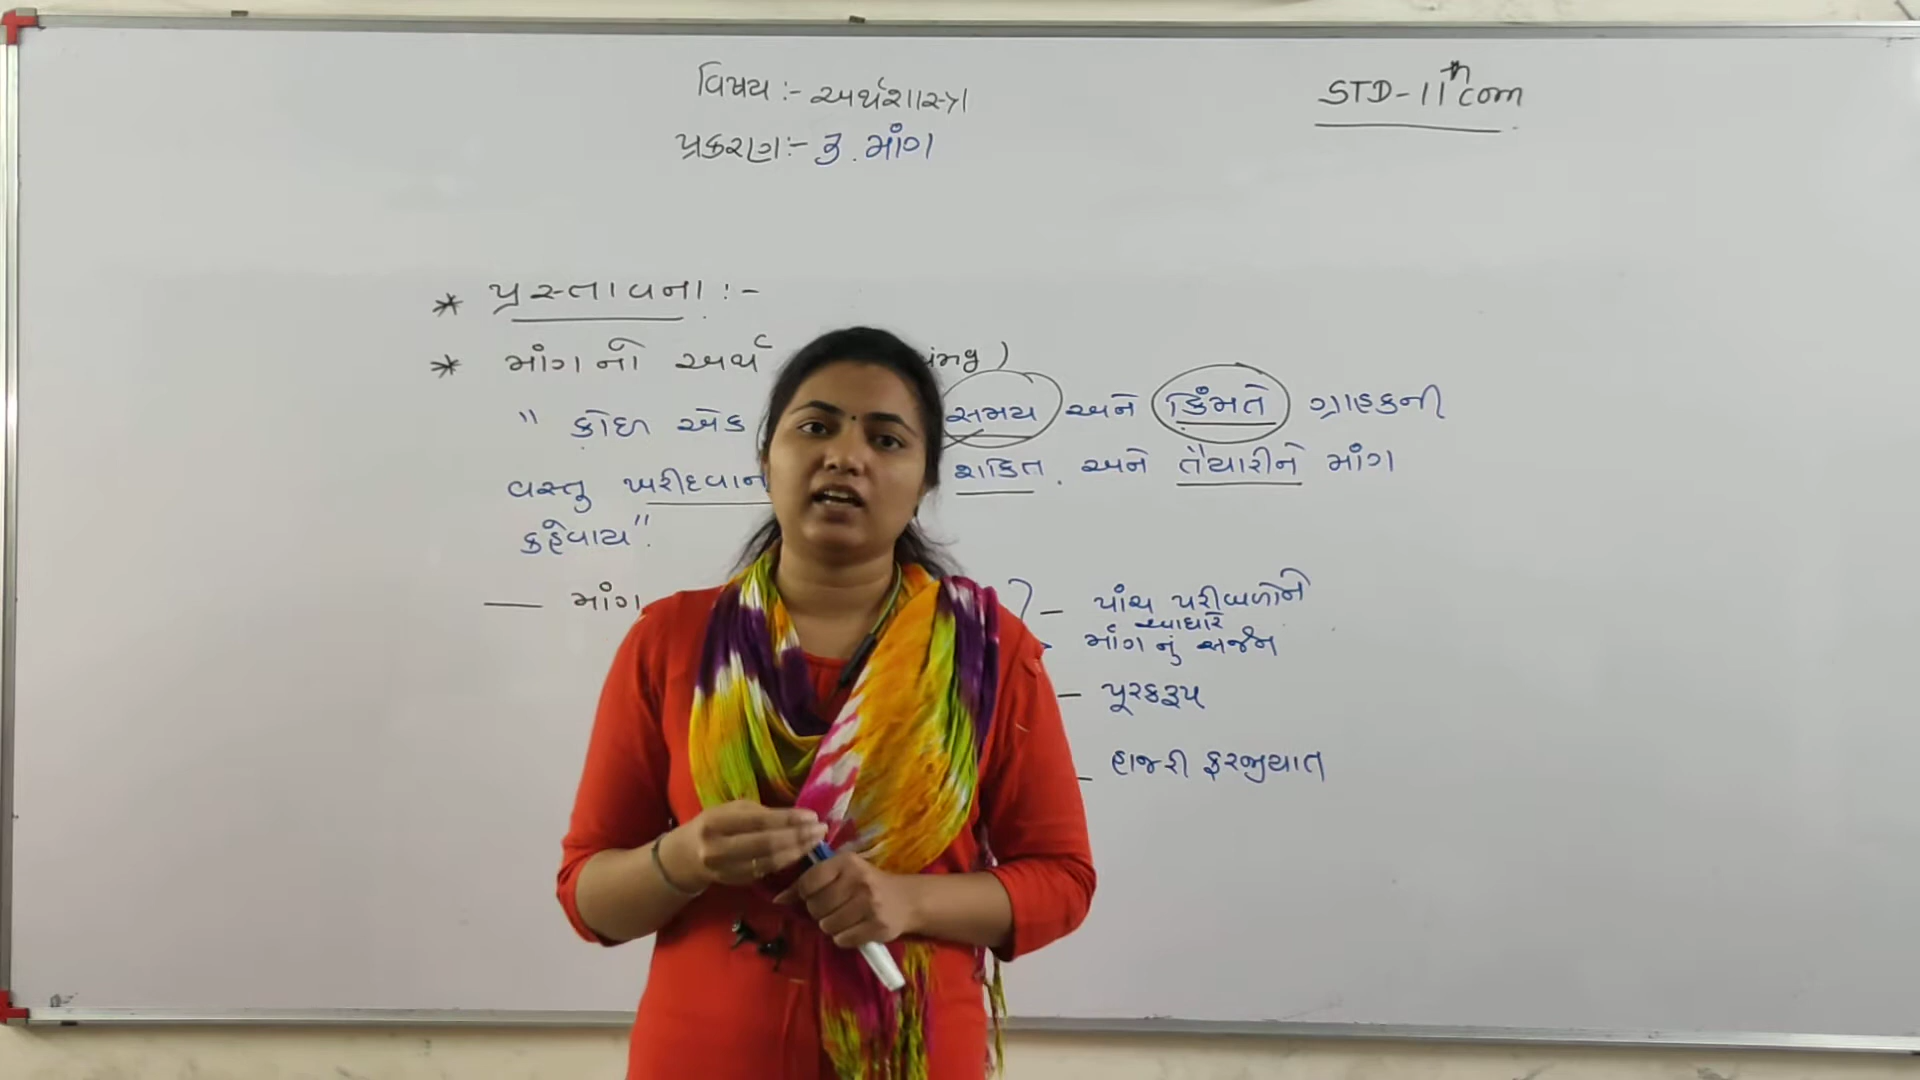 વિષય :- અર્થશાસ્ત્ર
STD-11th com
પ્રકરણ:- 3. માંગ
* પ્રસ્તાવના :-
* માંગનો અર્થ
" કોઈ એક સમય અને કિંમતે ગ્રાહકની
વસ્તુ ખરીદવાન શક્તિ અને તૈયારીને માંગ
કહેવાય".
— માંગ
— પાંચ પરીબળોને
આધારે
માંગ નું સર્જન
— પૂરકરૂપ
— હાજરી ફરજીયાત